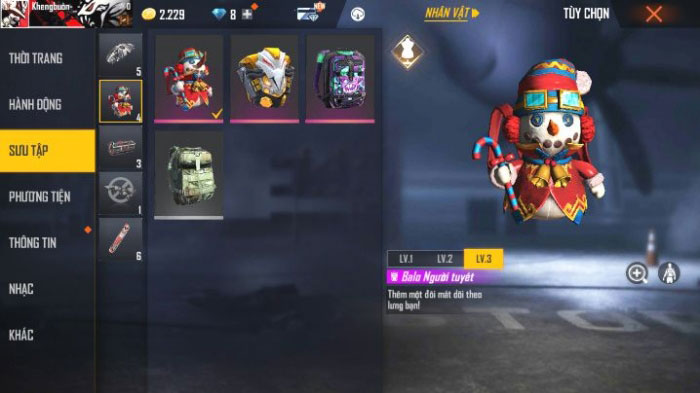 Khengbuồn
2.229
8
NEW
NHÂN VẬT
TÙY CHỌN
THỜI TRANG
5
HÀNH ĐỘNG
4
SƯU TẬP
3
PHƯƠNG TIỆN
1
THÔNG TIN
6
NHẠC
KHÁC
LV.1
LV.2
LV.3
Balo Người tuyết
Thêm một đôi mắt dõi theo
lưng bạn!